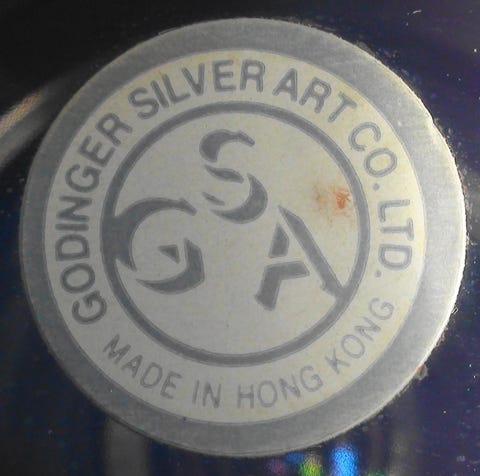 GODINGER SILVER ART CO. LTD.
GSA
MADE IN HONG KONG